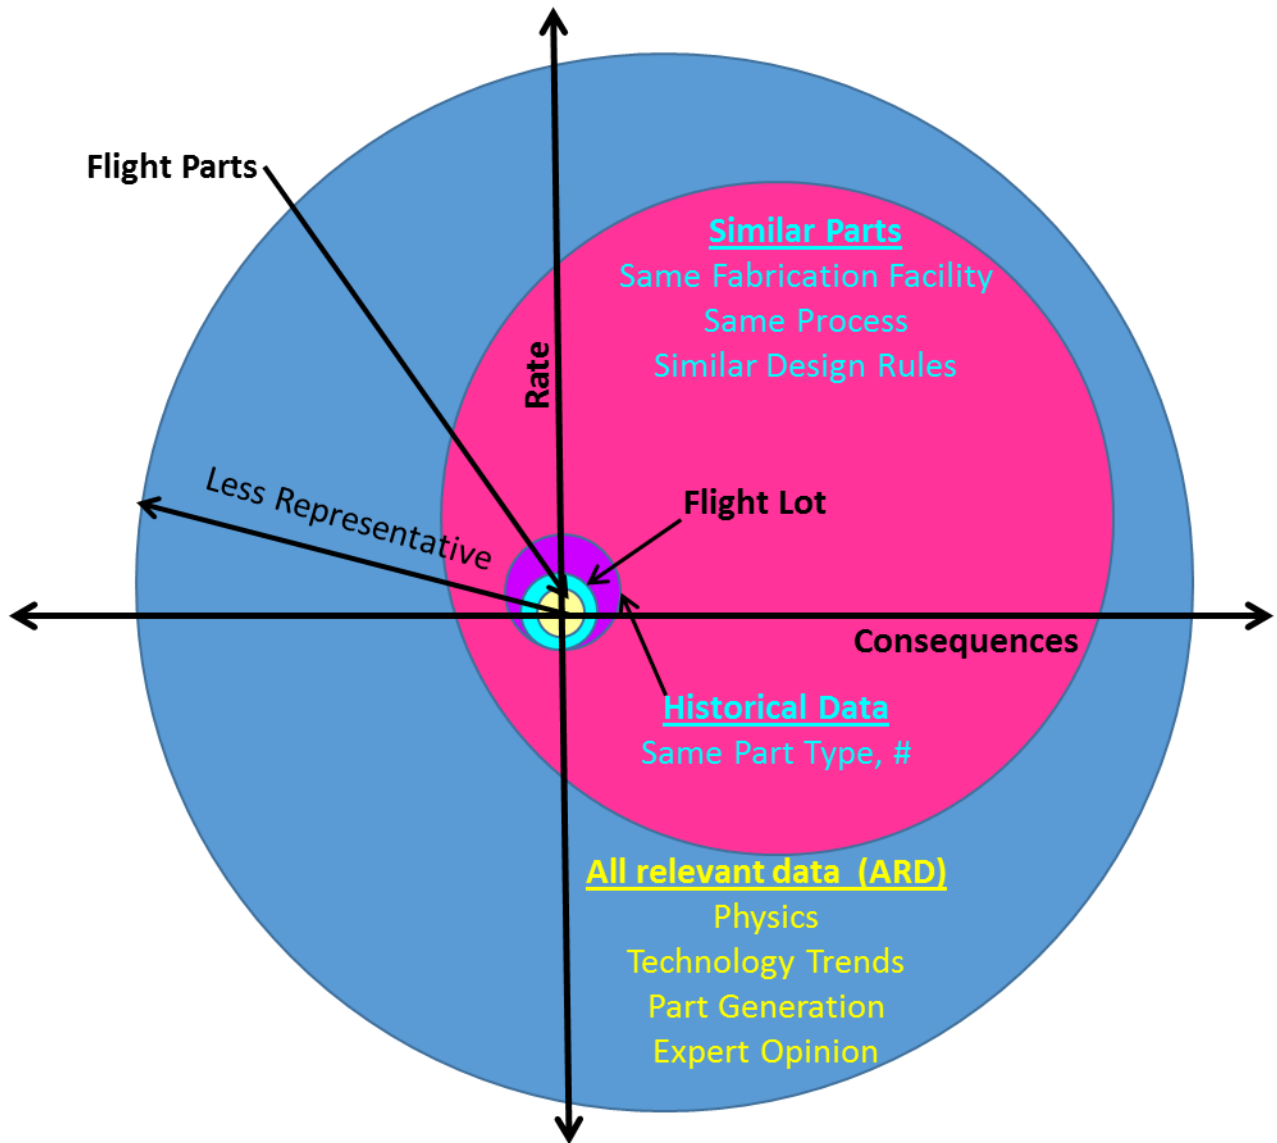 Flight Parts
Similar Parts
Same Fabrication Facility
Same Process
Similar Design Rules
Rate
Less Representative
Flight Lot
Consequences
Historical Data
Same Part Type, #
All relevant data (ARD)
Physics
Technology Trends
Part Generation
Expert Opinion